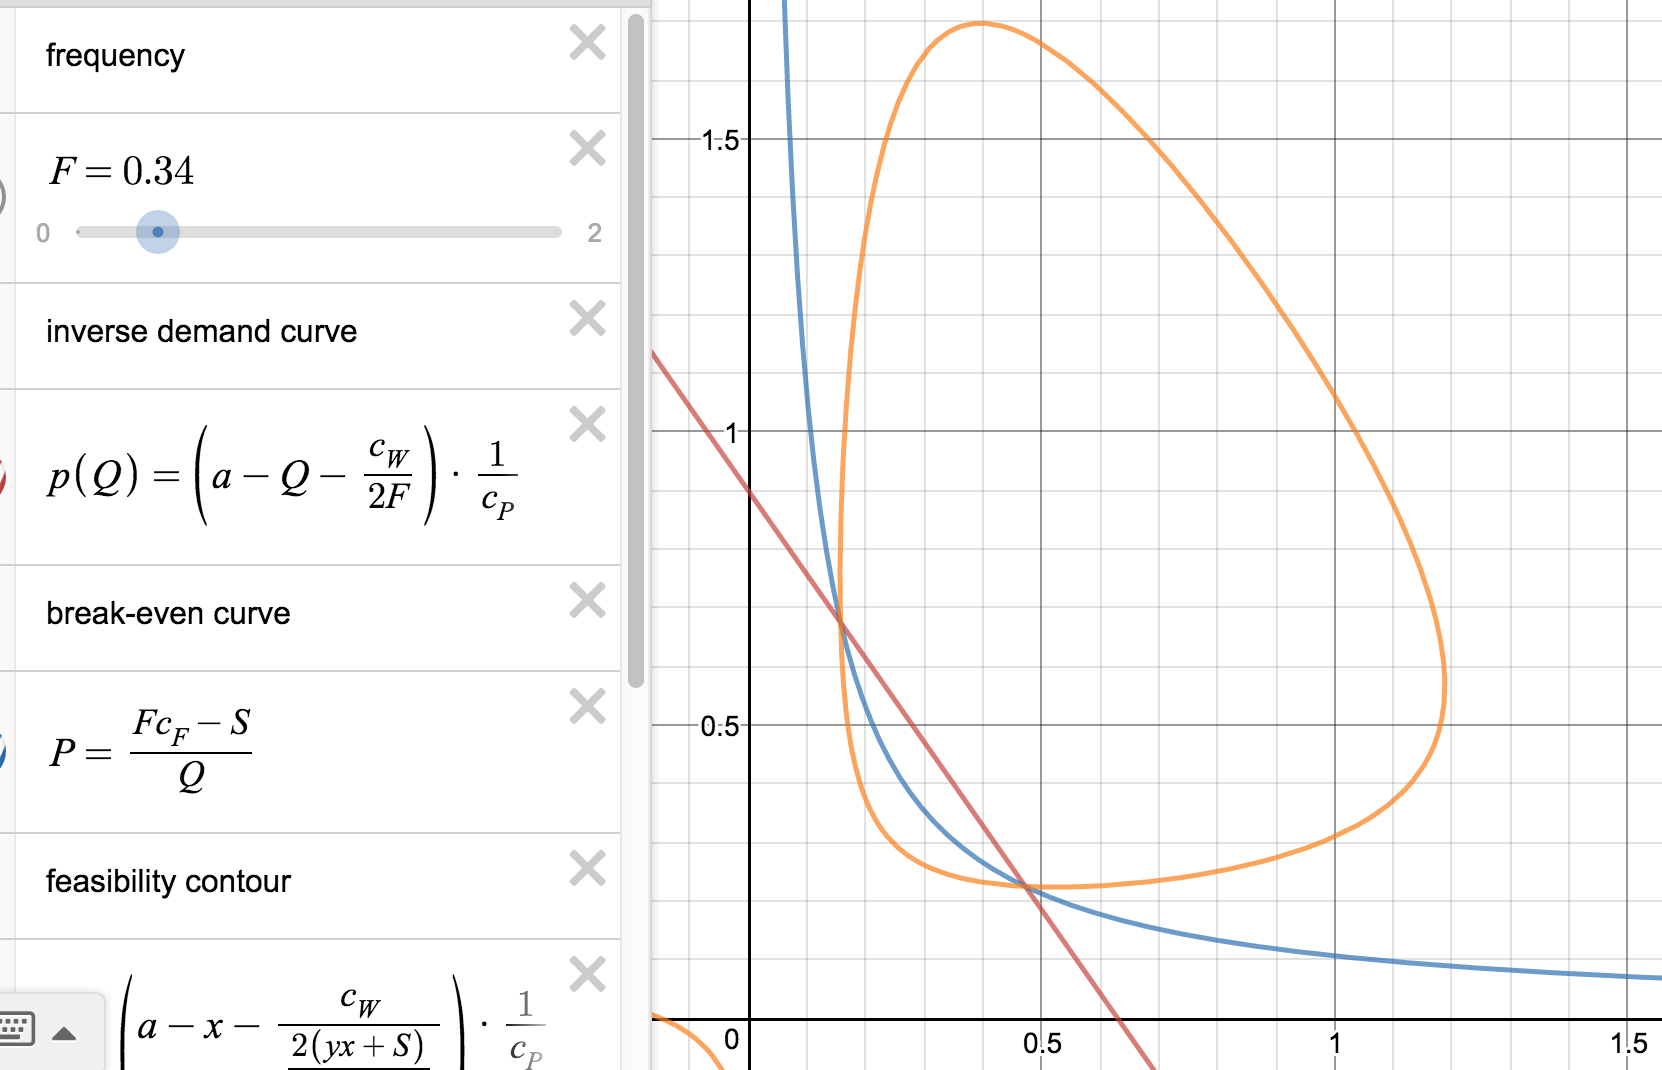 frequency
F = 0.34
0 2
inverse demand curve
p(Q) = (a − Q − c_W/2F) · 1/c_P
break-even curve
P = Fc_F − S/Q
feasibility contour
(a − x − c_W/2(yx + S)) · 1/c_P
1.5
1
0.5
0 0.5 1 1.5